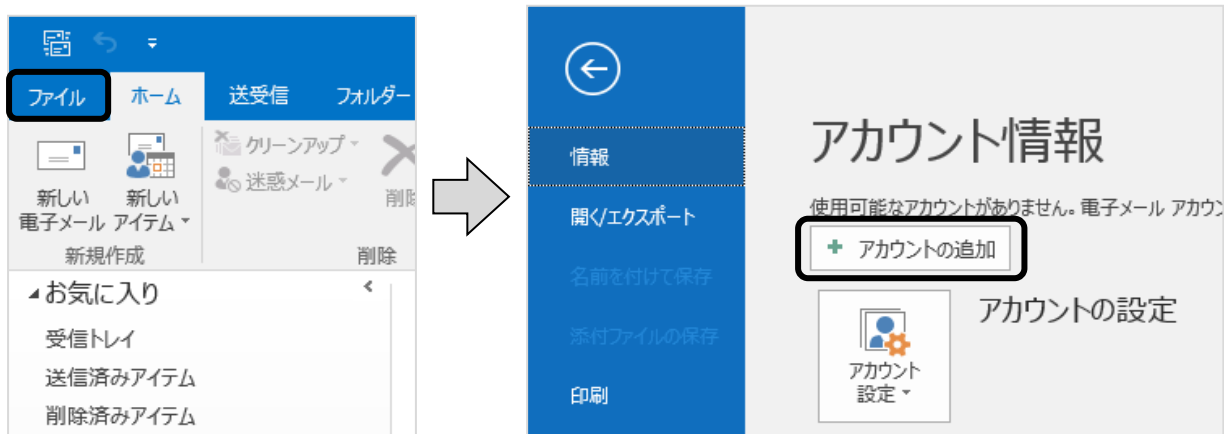 ファイル
ホーム
送受信
フォルダー
新しい
電子メール
新しい
アイテム
クリーンアップ
迷惑メール
新規作成
削除
お気に入り
受信トレイ
送信済みアイテム
削除済みアイテム
情報
開く/エクスポート
名前を付けて保存
添付ファイルの保存
印刷
アカウント情報
使用可能なアカウントがありません。電子メール アカウン
+ アカウントの追加
アカウント
設定
アカウントの設定